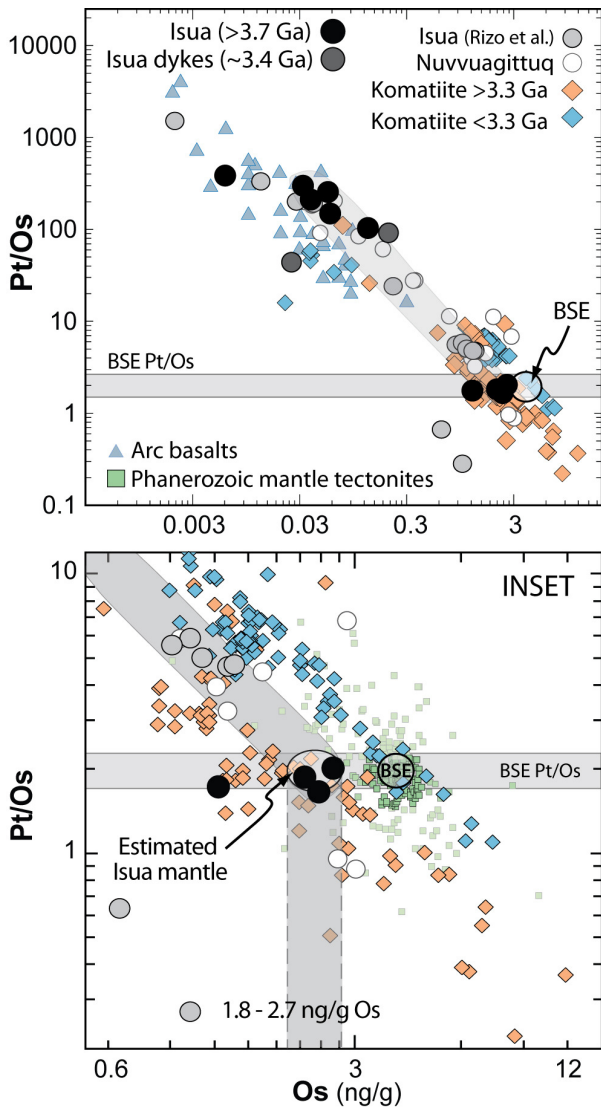 10000
1000
100
10
1
0.1
Pt/Os
Isua (>3.7 Ga)
Isua dykes (~3.4 Ga)
Isua (Rizo et al.)
Nuvvuagittuq
Komatiite >3.3 Ga
Komatiite <3.3 Ga
BSE
BSE Pt/Os
Arc basalts
Phanerozoic mantle tectonites
0.003
0.03
0.3
3
10
INSET
BSE
BSE Pt/Os
Pt/Os
1
Estimated
Isua mantle
1.8 - 2.7 ng/g Os
0.6
3
12
Os (ng/g)